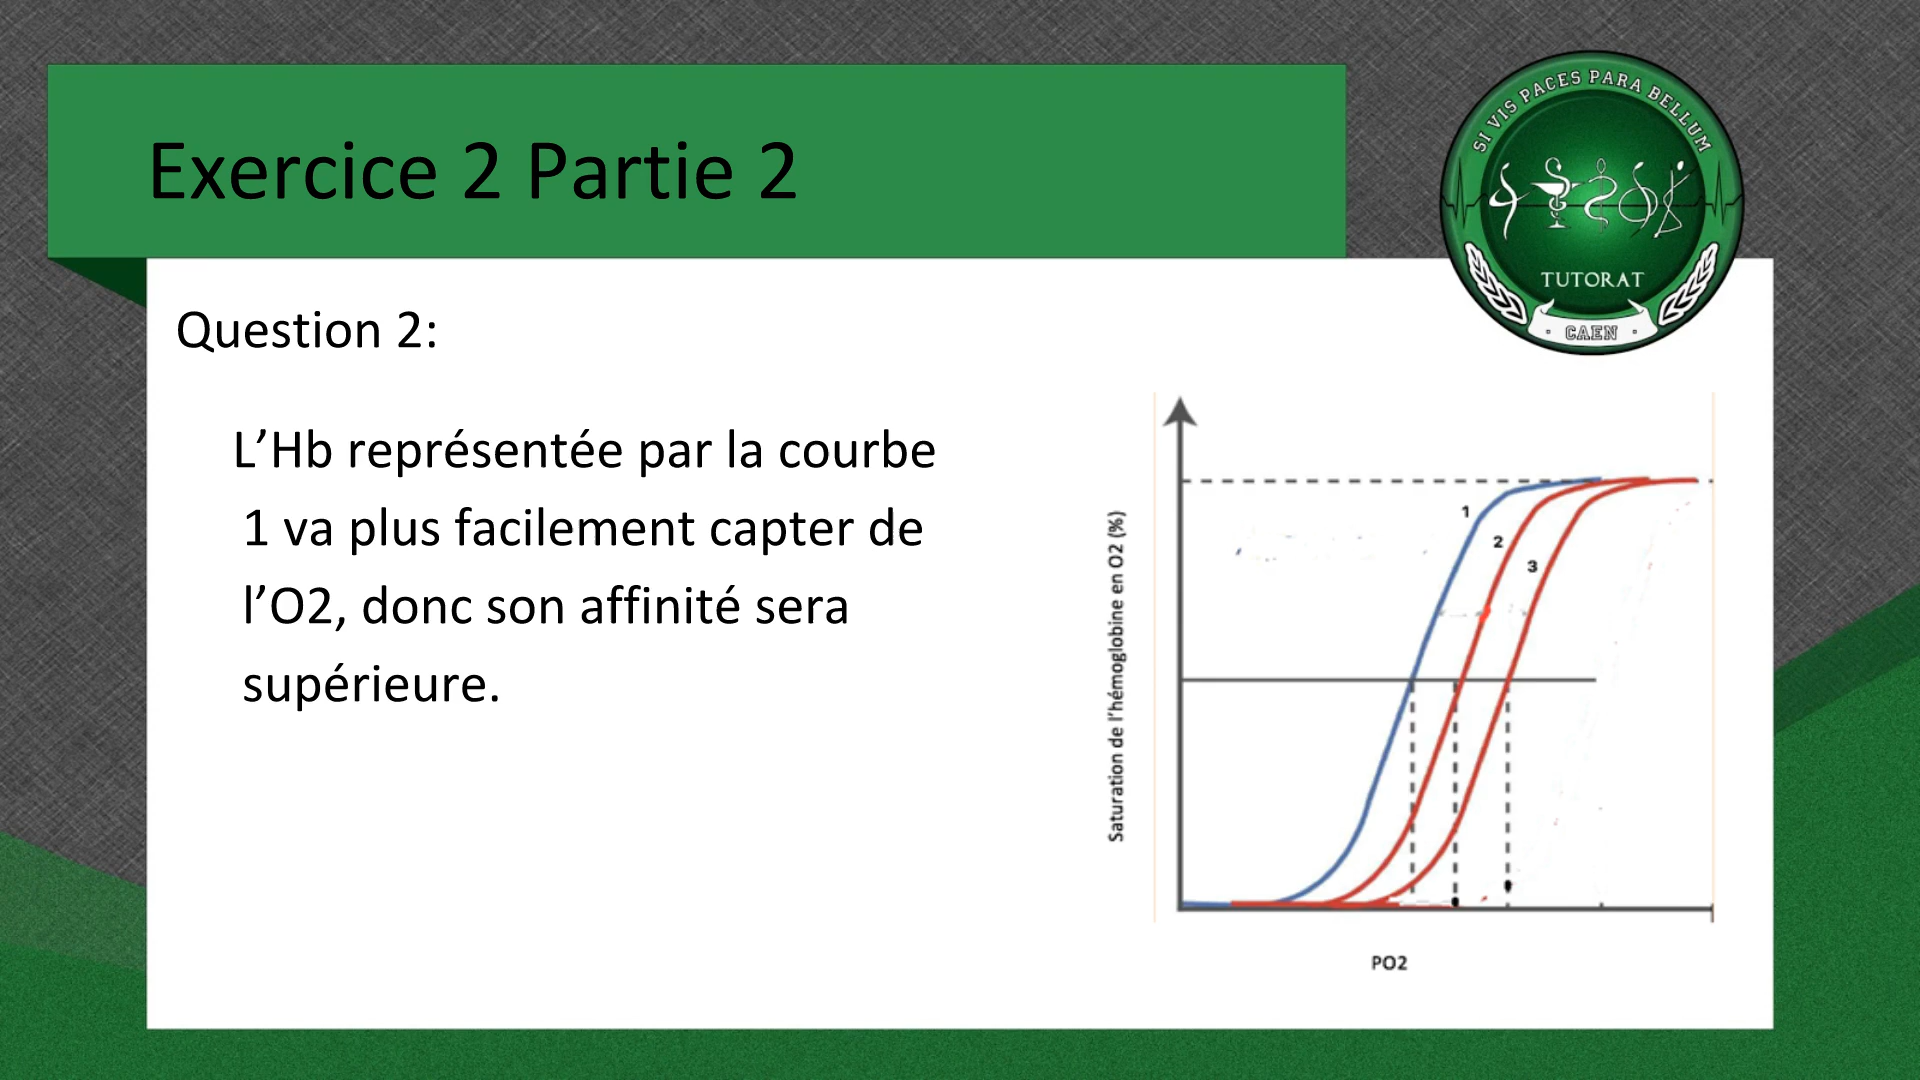 SI VIS PACES PARA BELLUM
Exercice 2 Partie 2
TUTORAT
· CAEN ·
Question 2:
L’Hb représentée par la courbe
1 va plus facilement capter de
l’O2, donc son affinité sera
supérieure.
Saturation de l'hémoglobine en O2 (%)
1
2
3
PO2